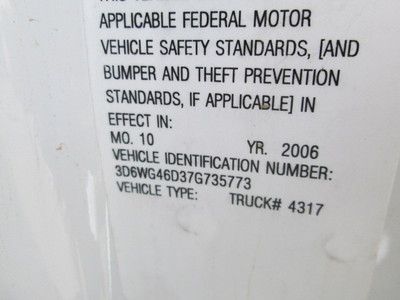 APPLICABLE FEDERAL MOTOR
VEHICLE SAFETY STANDARDS, [AND
BUMPER AND THEFT PREVENTION
STANDARDS, IF APPLICABLE] IN
EFFECT IN:
MO. 10 YR. 2006
VEHICLE IDENTIFICATION NUMBER:
3D6WG46D37G735773
VEHICLE TYPE: TRUCK# 4317